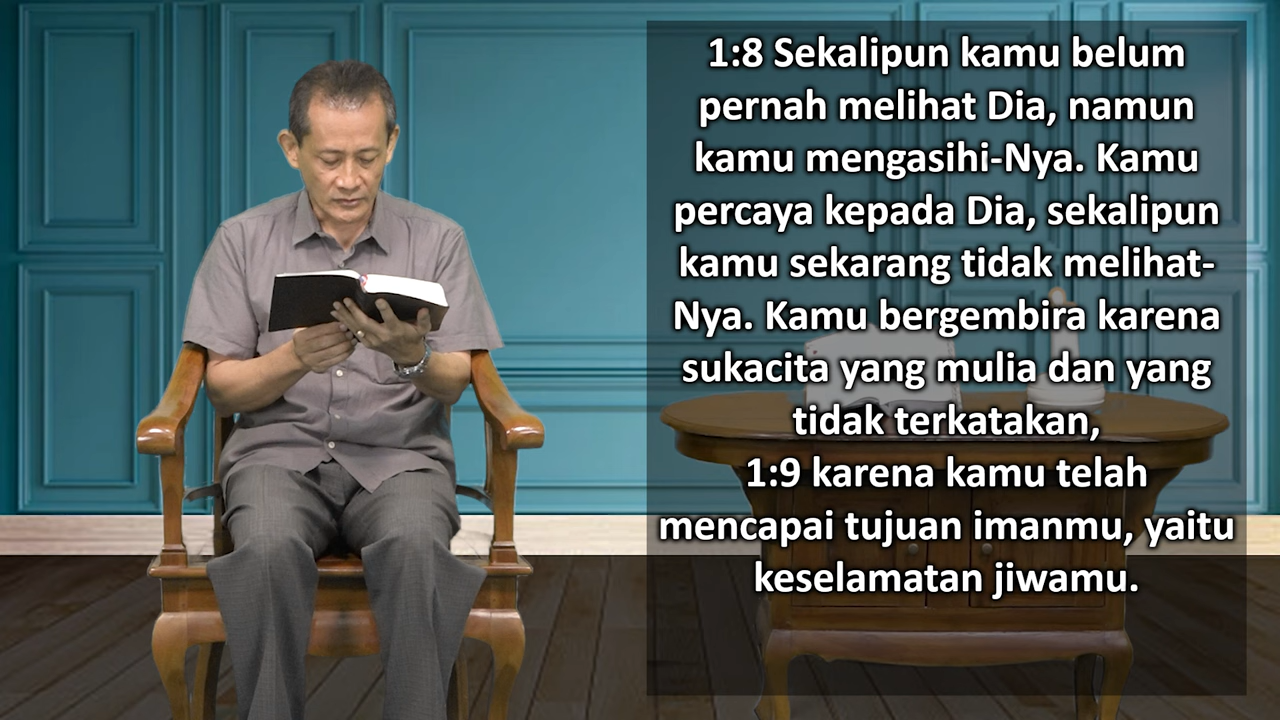 1:8 Sekalipun kamu belum
pernah melihat Dia, namun
kamu mengasihi-Nya. Kamu
percaya kepada Dia, sekalipun
kamu sekarang tidak melihat-
Nya. Kamu bergembira karena
sukacita yang mulia dan yang
tidak terkatakan,
1:9 karena kamu telah
mencapai tujuan imanmu, yaitu
keselamatan jiwamu.